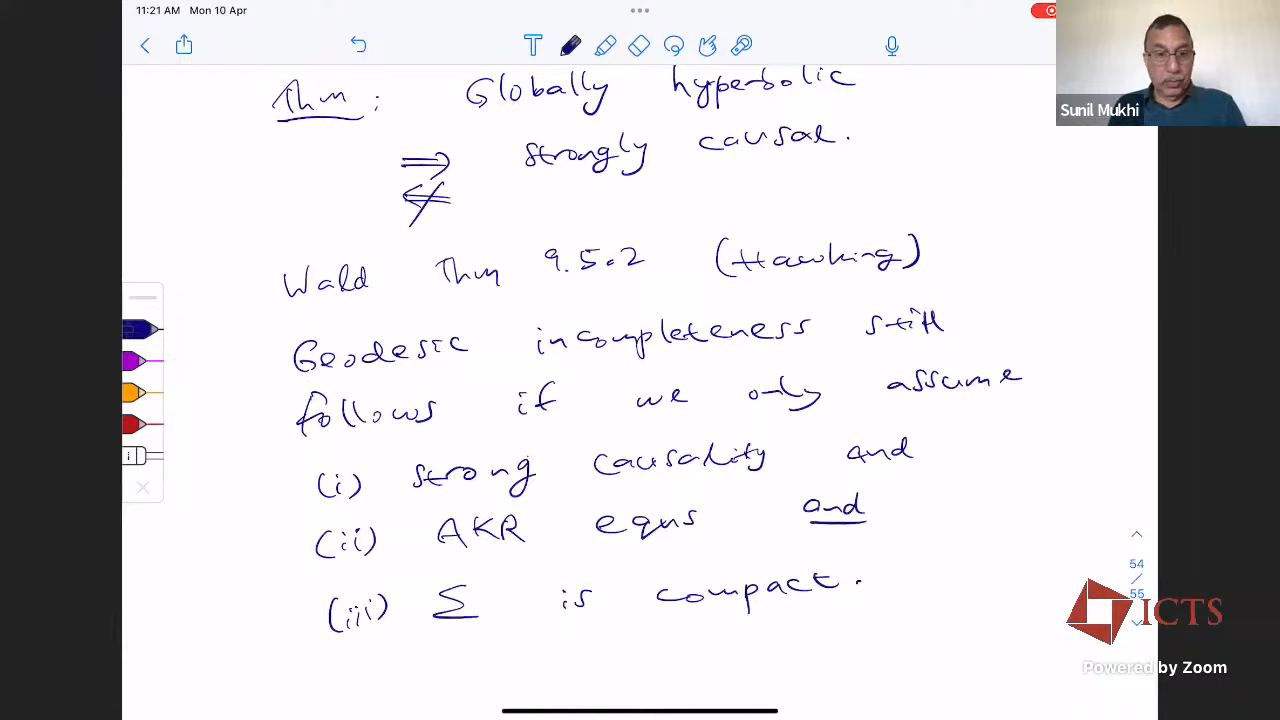 11:21 AM Mon 10 Apr
Sunil Mukhi
Thm : Globally hyperbolic
⇒ strongly causal.
⇍
Wald Thm 9.5.2 (Hawking)
Geodesic incompleteness still
follows if we only assume
(i) strong causality and
(ii) AKR equs and
(iii) Σ is compact.
54
/
55
ICTS
Powered by Zoom